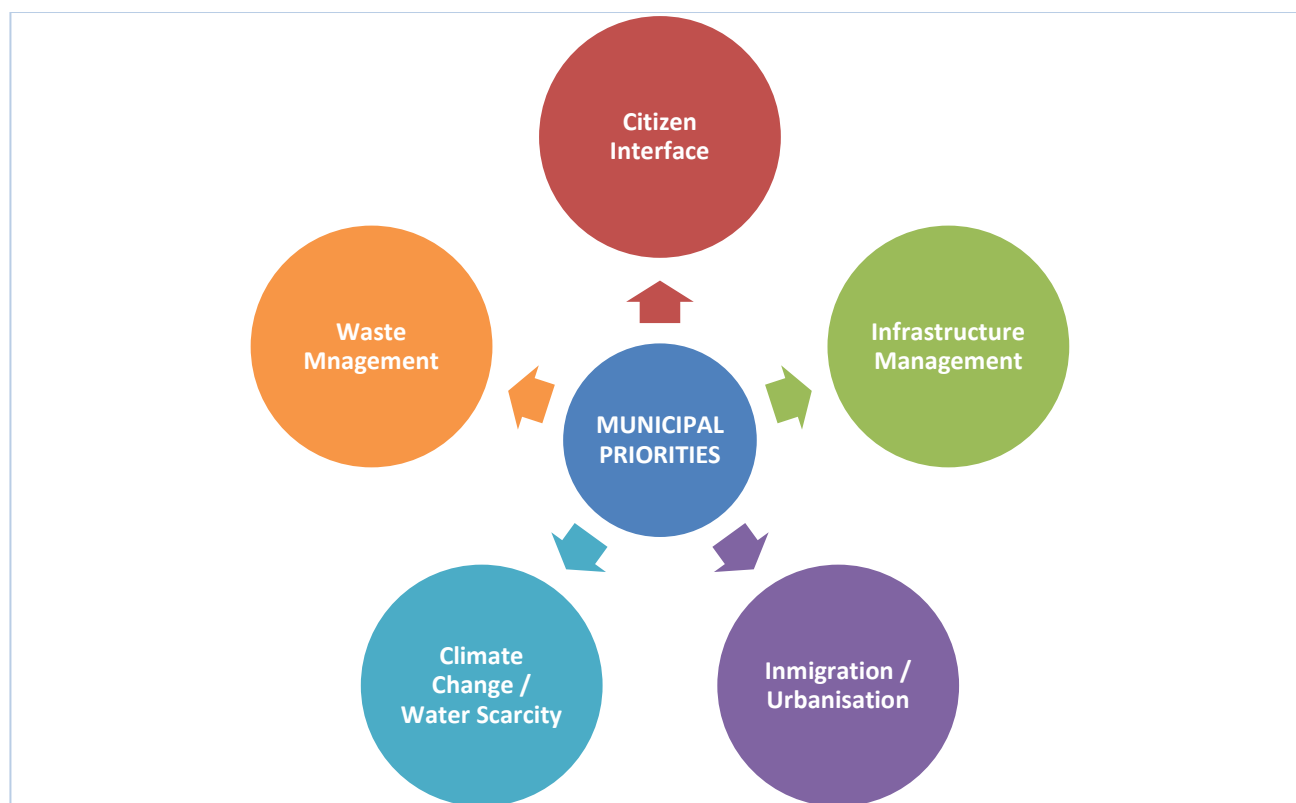 Citizen
Interface
Waste
Mnagement
Infrastructure
Management
MUNICIPAL
PRIORITIES
Climate
Change /
Water Scarcity
Inmigration /
Urbanisation